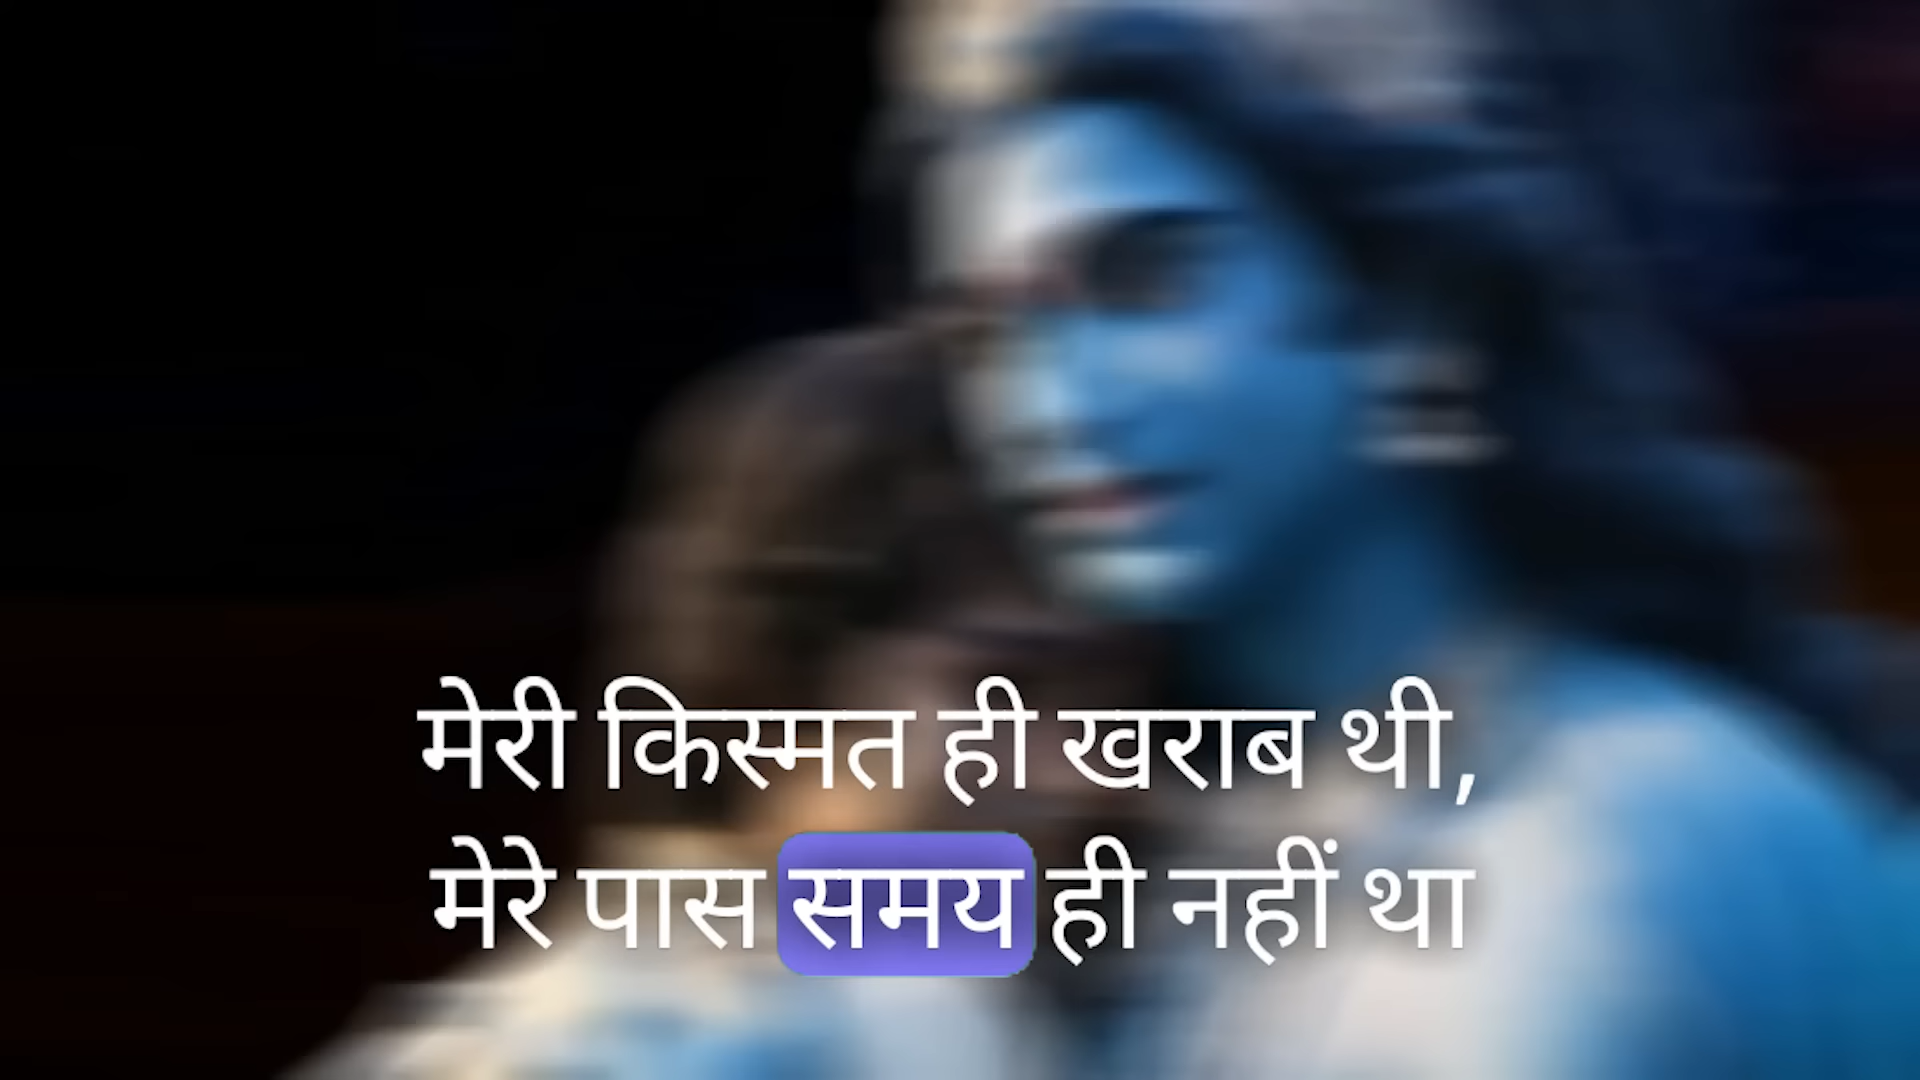 मेरी किस्मत ही खराब थी,
मेरे पास समय ही नहीं था